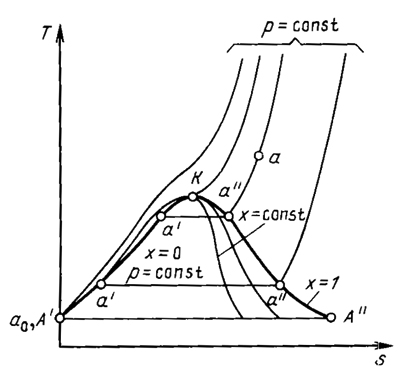 T
p=const
a
K
a"
a'
x=const
x=0
p=const
a'
a"
x=1
a₀,A'
A"
s